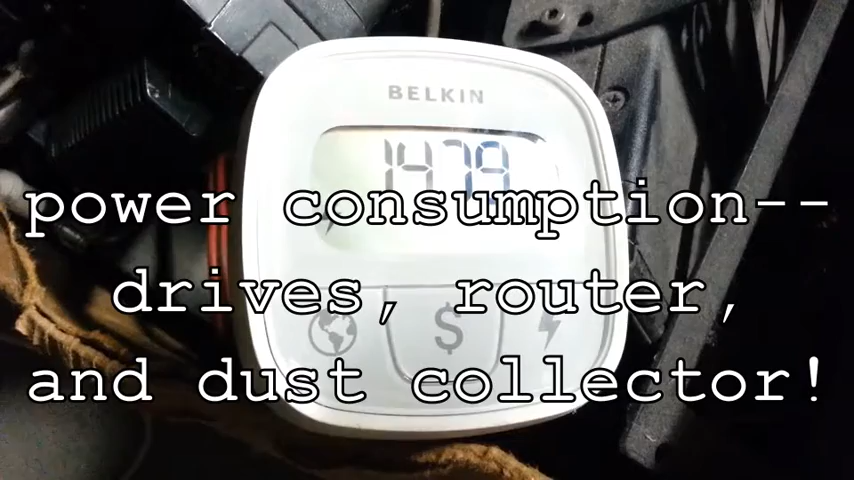 BELKIN
1479
power consumption--
drives, router,
$
and dust collector!